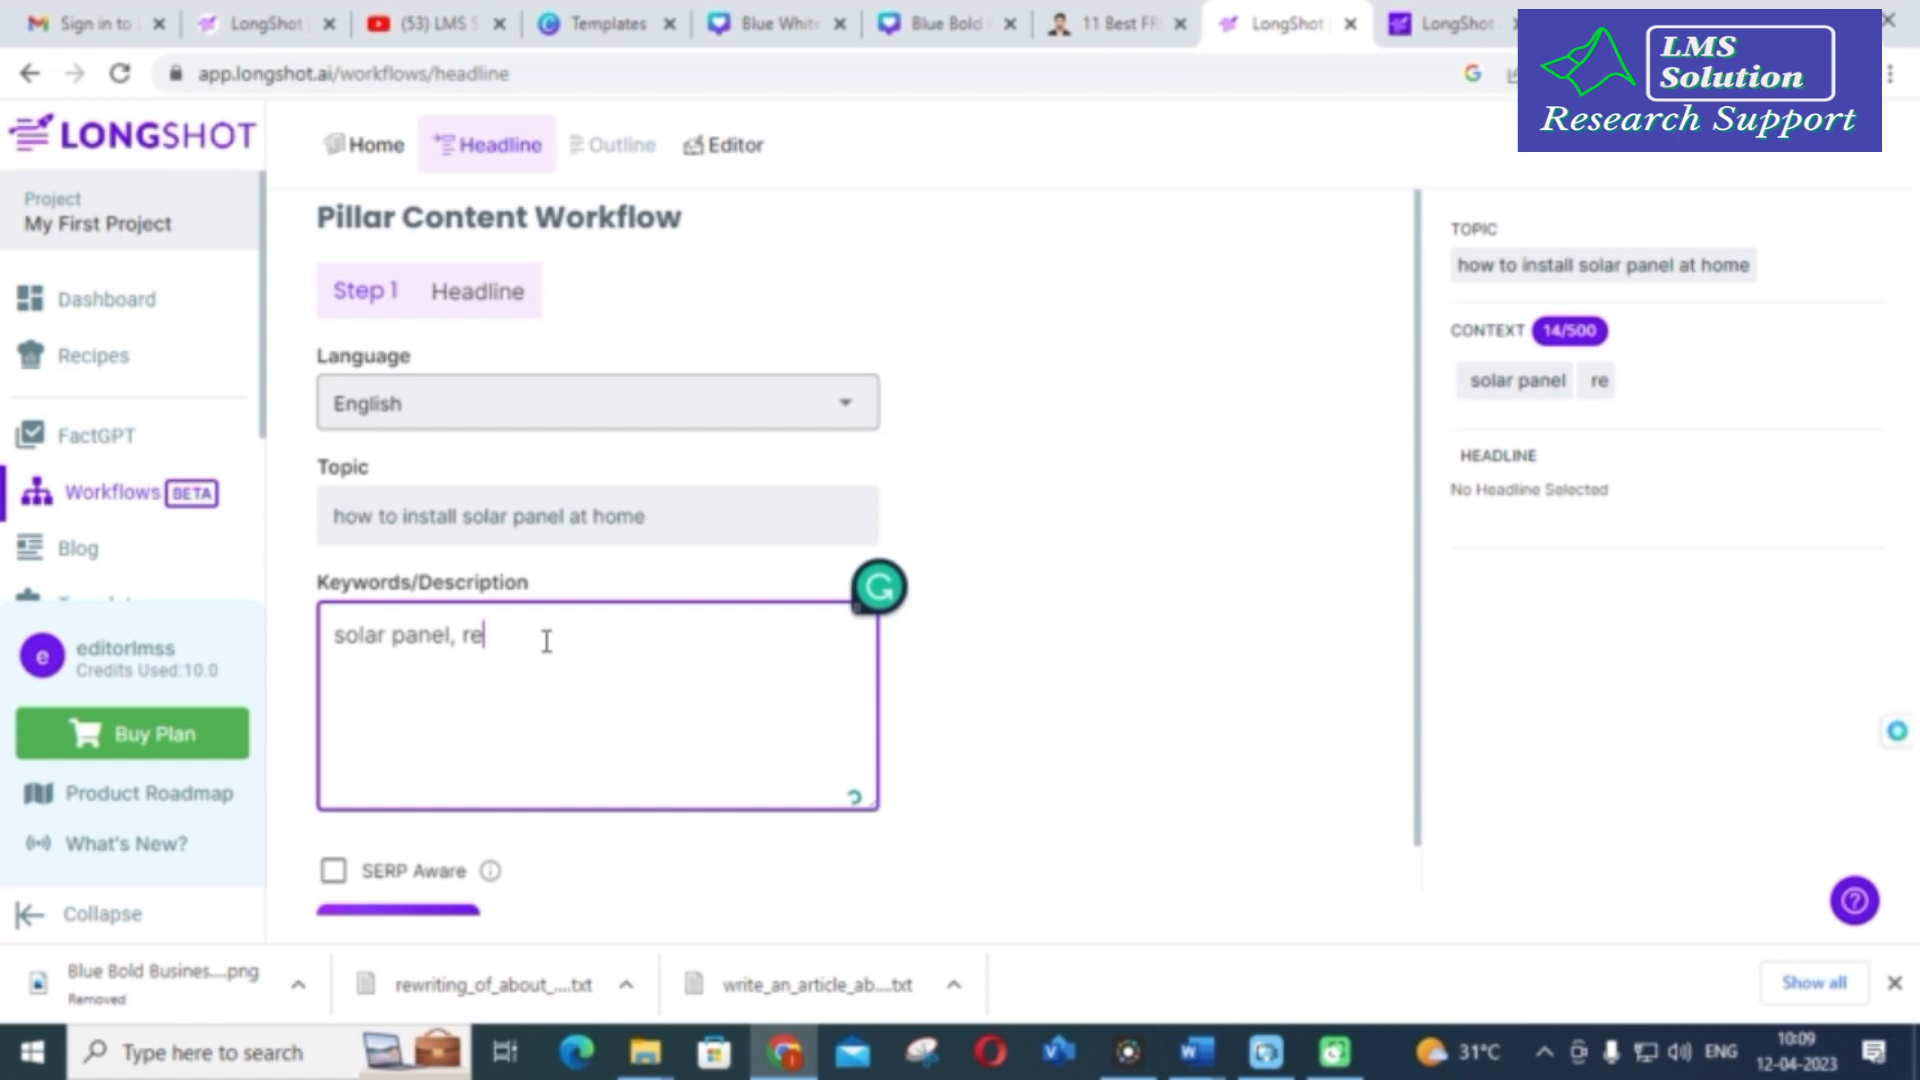 Sign in to
LongShot
(53) LMS S
Templates
Blue White
Blue Bold
11 Best FR
LongShot
LongShot
app.longshot.ai/workflows/headline
LMS
Solution
Research Support
LONGSHOT
Home
Headline
Outline
Editor
Project
My First Project
Dashboard
Recipes
FactGPT
Workflows BETA
Blog
e
editorlmss
Credits Used:10.0
Buy Plan
Product Roadmap
What's New?
Collapse
Pillar Content Workflow
Step 1 Headline
Language
English
Topic
how to install solar panel at home
Keywords/Description
solar panel, re
SERP Aware
TOPIC
how to install solar panel at home
CONTEXT 14/500
solar panel re
HEADLINE
No Headline Selected
Blue Bold Busines....png
Removed
rewriting_of_about_....txt
write_an_article_ab....txt
Show all
Type here to search
31°C
ENG
10:09
12-04-2023